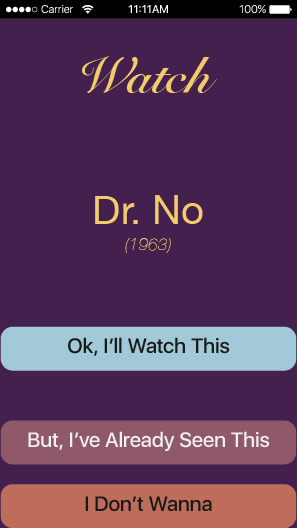 Carrier 11:11AM 100%
Watch
Dr. No
(1963)
Ok, I'll Watch This
But, I've Already Seen This
I Don't Wanna